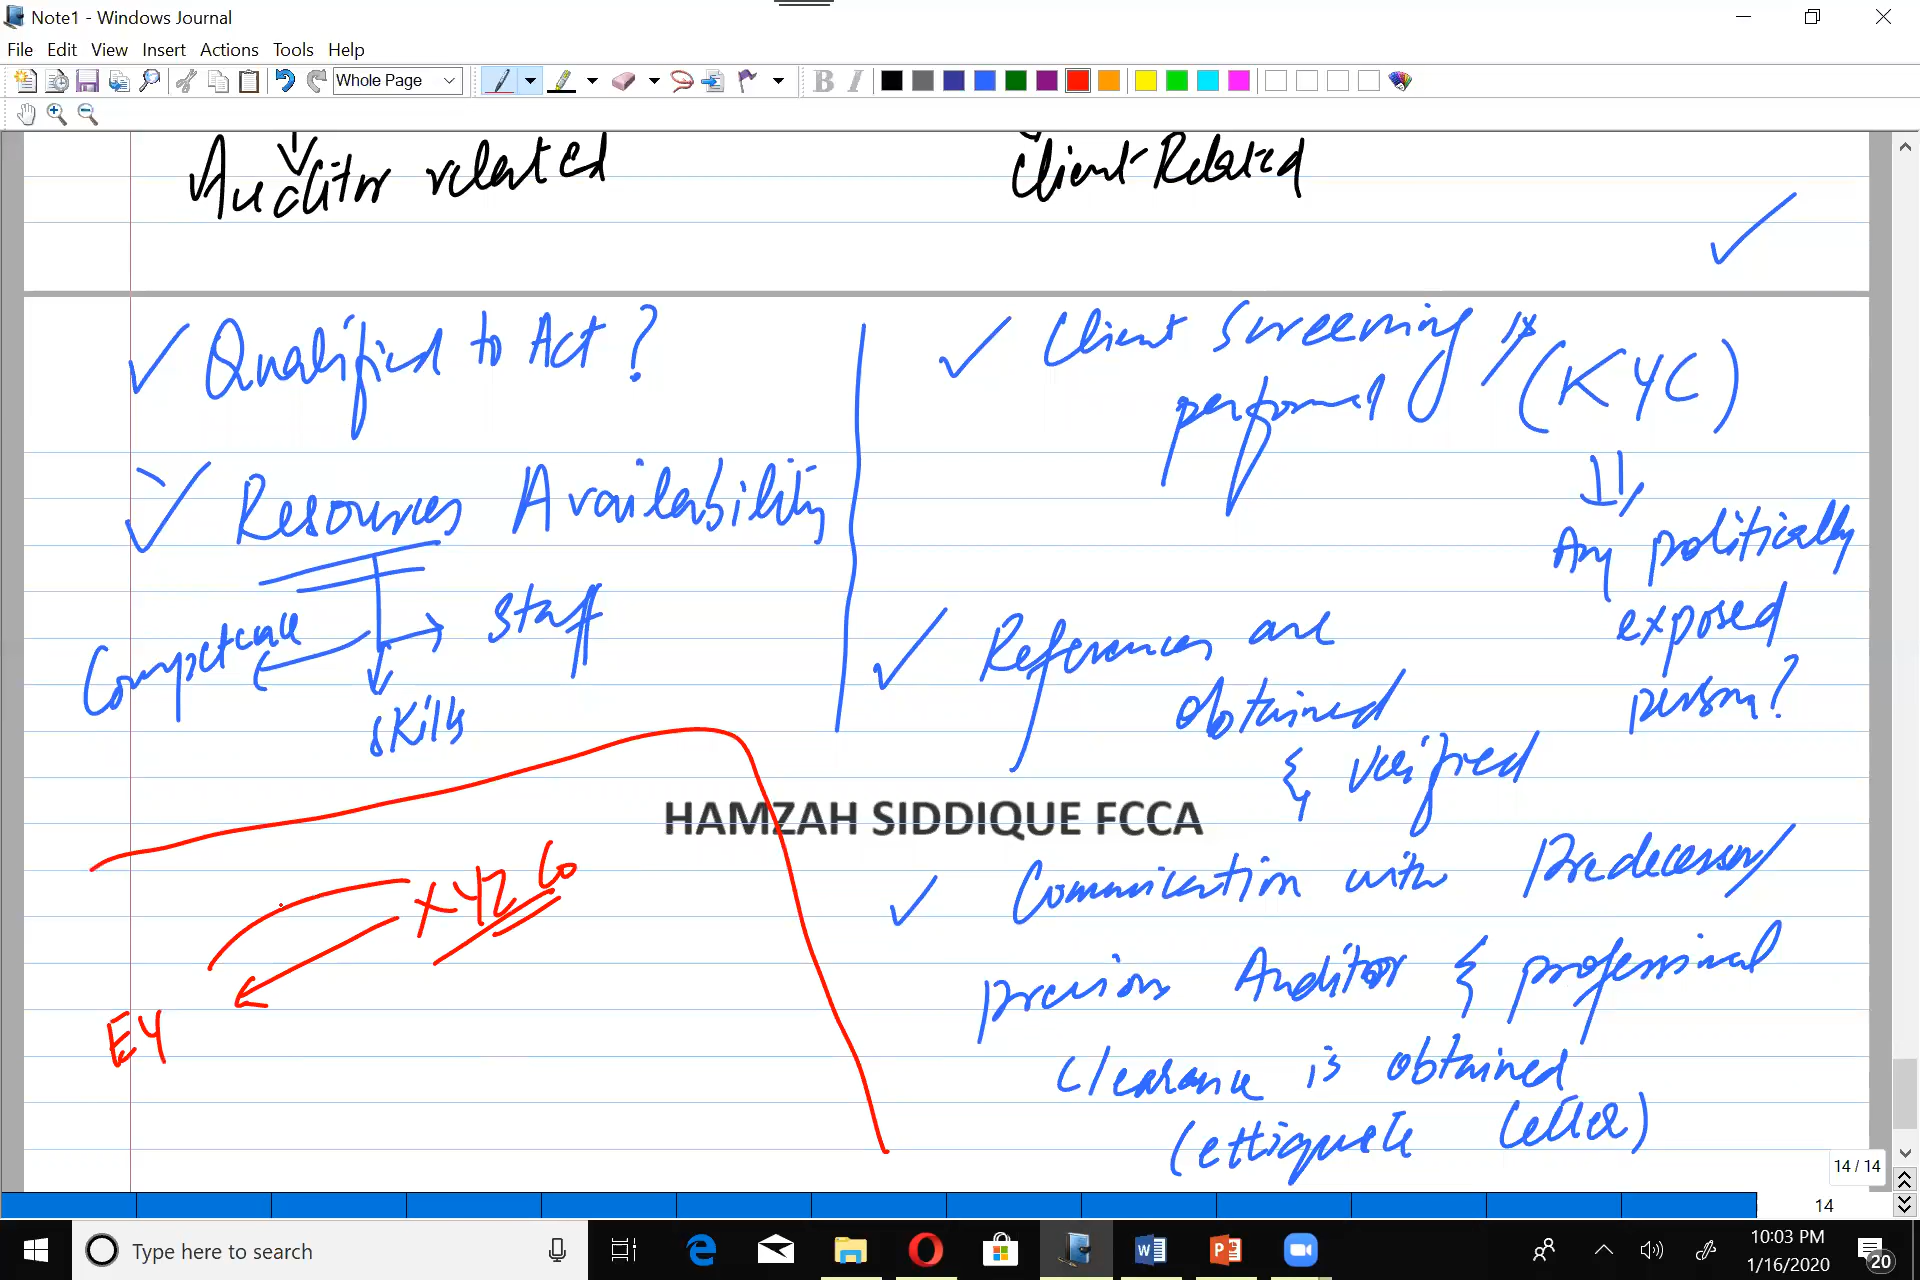 Note1 - Windows Journal
File Edit View Insert Actions Tools Help
Whole Page
B I
Auditor related
Client Related
Qualified to Act ?
Resources Availability
Competence
Staff
Skills
Client Screening is
performed
(KYC)
Any politically
exposed
person?
References are
obtained
& verified
HAMZAH SIDDIQUE FCCA
XYZ Co
EY
Communication with predecessor/
previous Auditor & professional
clearance is obtained
(ettiquete letter)
14 / 14
14
Type here to search
10:03 PM
1/16/2020
20